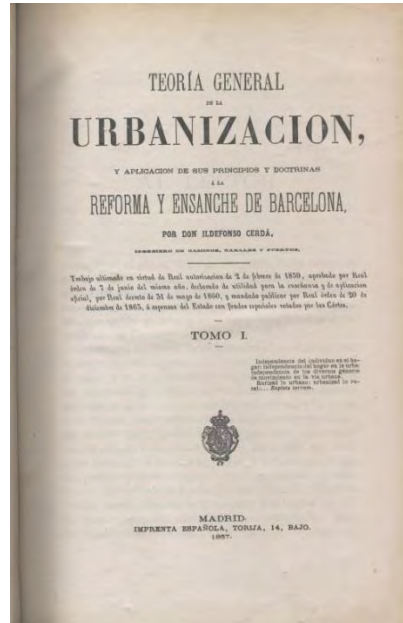 TEORÍA GENERAL
DE LA
URBANIZACION,
Y APLICACION DE SUS PRINCIPIOS Y DOCTRINAS
Á LA
REFORMA Y ENSANCHE DE BARCELONA,
POR DON ILDEFONSO CERDÁ,
INGENIERO DE CAMINOS, CANALES Y PUERTOS.
Trabajo ultimado en virtud de Real autorizacion de 2 de febrero de 1859, aprobado por Real
órden de 7 de junio del mismo año, declarado de utilidad para la enseñanza y de aplicacion
oficial, por Real decreto de 31 de mayo de 1860, y mandado publicar por Real órden de 20 de
diciembre de 1863, á espensas del Estado con fondos especiales votados por las Córtes.
TOMO I.
Independencia del individuo en el ho-
gar: independencia del hogar en la urbe:
independencia de los diversos géneros
de movimiento en la via urbana.
Rurizad lo urbano: urbanizad lo ru-
ral:... Replete terram.
MADRID.
IMPRENTA ESPAÑOLA, TORIJA, 14, BAJO.
1867.